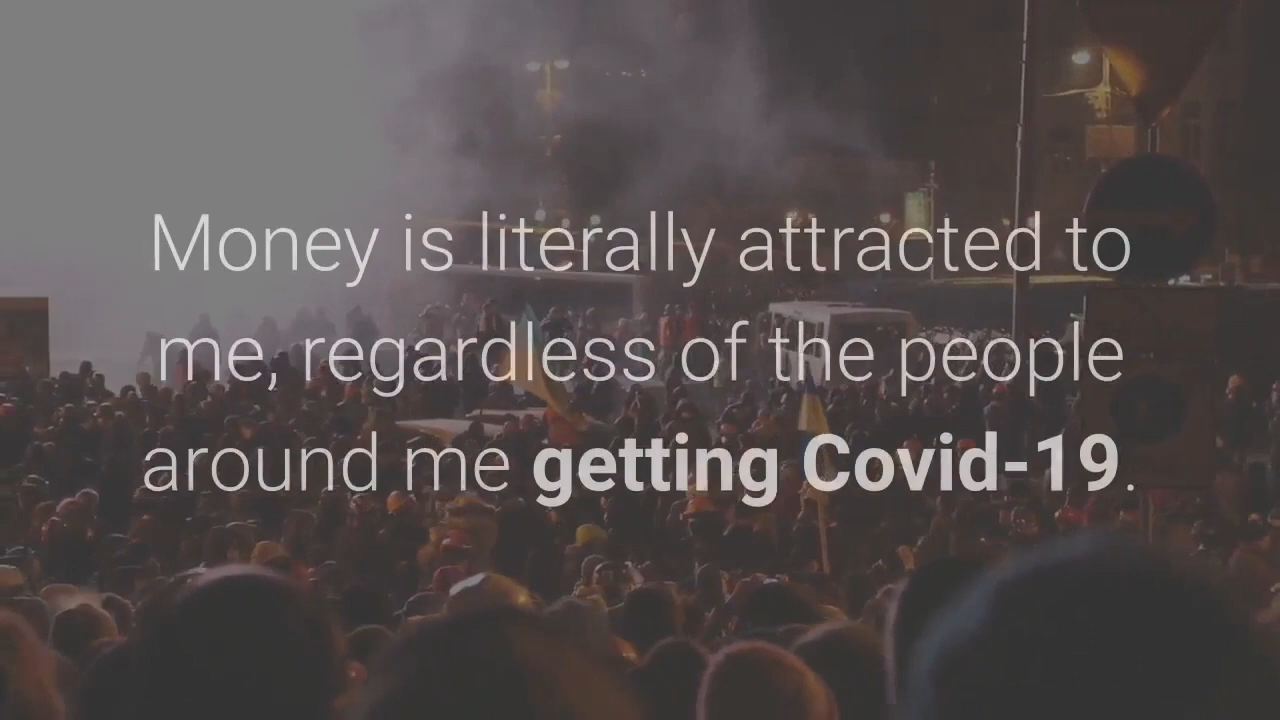 Money is literally attracted to
me, regardless of the people
around me getting Covid-19.